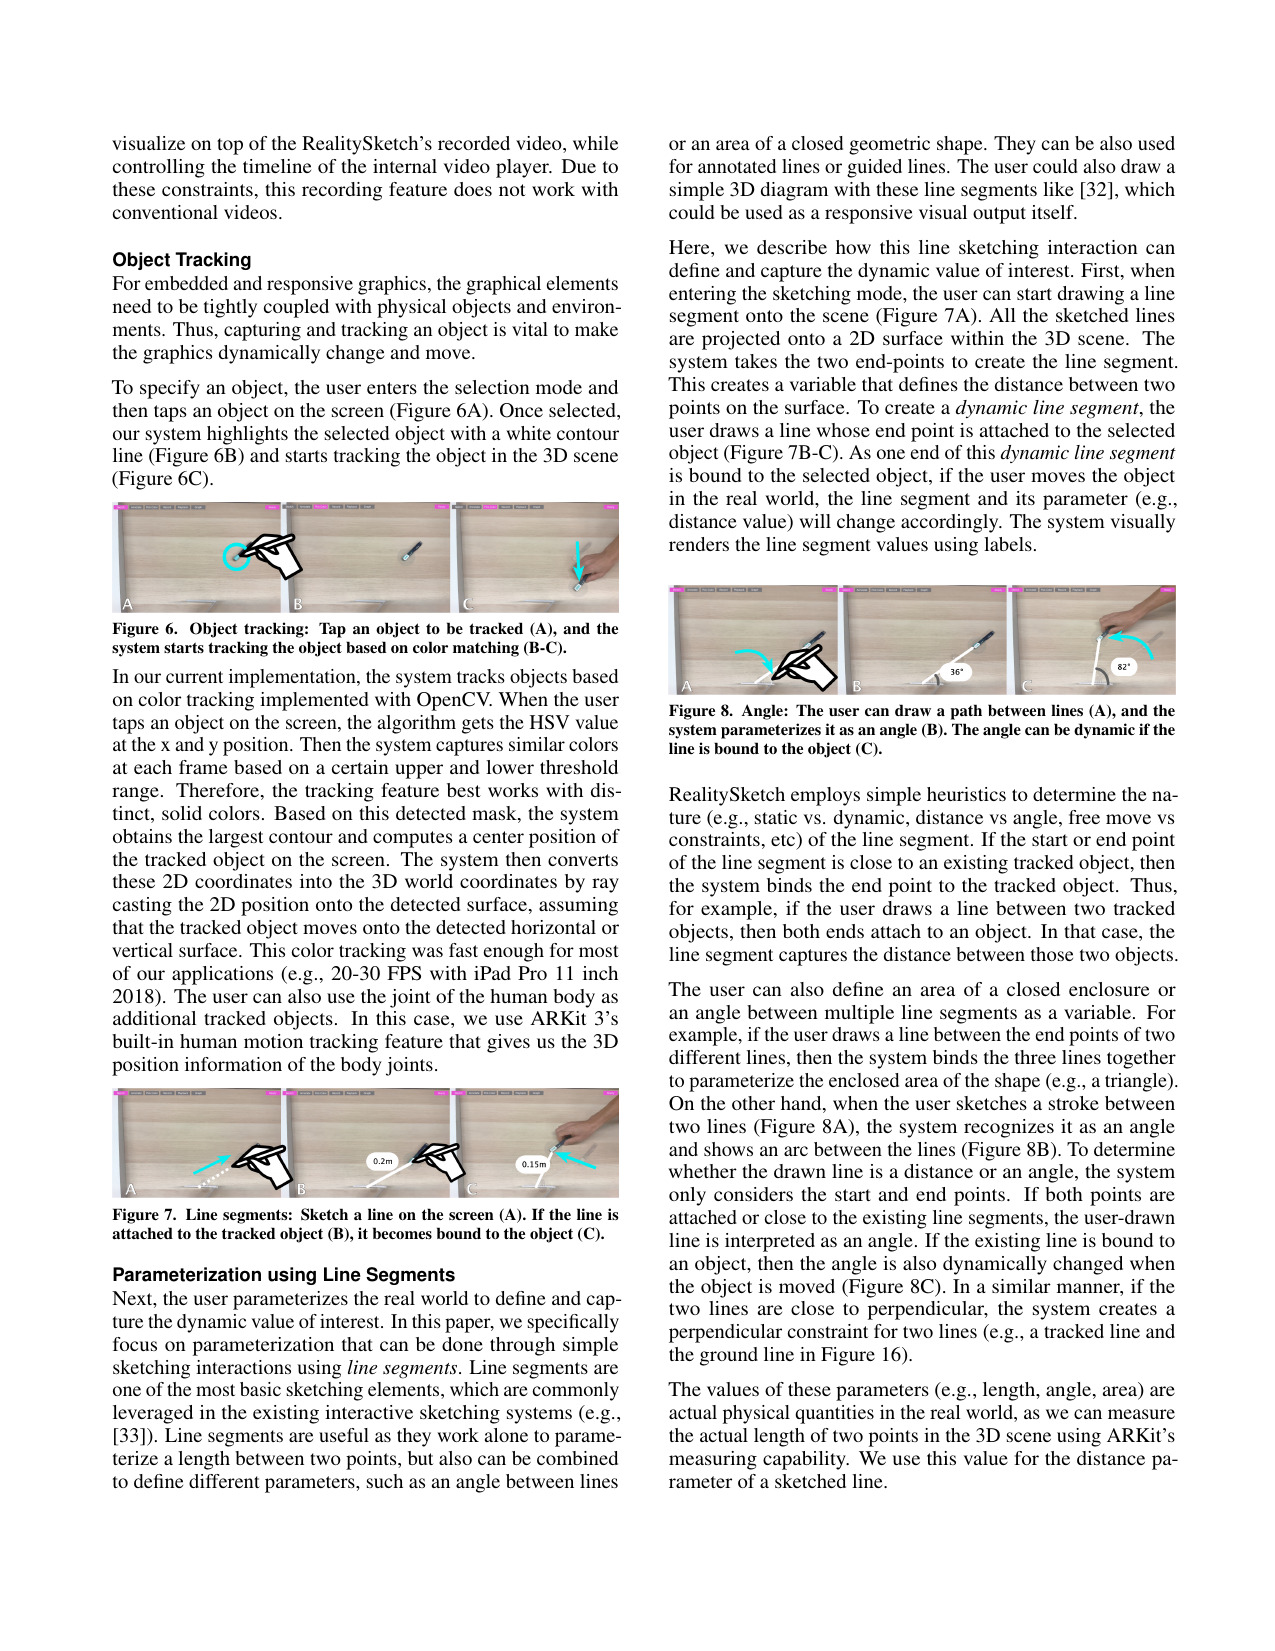 visualize on top of the RealitySketch's recorded video, while
controlling the timeline of the internal video player. Due to
these constraints, this recording feature does not work with
conventional videos.
Object Tracking
For embedded and responsive graphics, the graphical elements
need to be tightly coupled with physical objects and environ-
ments. Thus, capturing and tracking an object is vital to make
the graphics dynamically change and move.
To specify an object, the user enters the selection mode and
then taps an object on the screen (Figure 6A). Once selected,
our system highlights the selected object with a white contour
line (Figure 6B) and starts tracking the object in the 3D scene
(Figure 6C).
A B C
Figure 6. Object tracking: Tap an object to be tracked (A), and the
system starts tracking the object based on color matching (B-C).
In our current implementation, the system tracks objects based
on color tracking implemented with OpenCV. When the user
taps an object on the screen, the algorithm gets the HSV value
at the x and y position. Then the system captures similar colors
at each frame based on a certain upper and lower threshold
range. Therefore, the tracking feature best works with dis-
tinct, solid colors. Based on this detected mask, the system
obtains the largest contour and computes a center position of
the tracked object on the screen. The system then converts
these 2D coordinates into the 3D world coordinates by ray
casting the 2D position onto the detected surface, assuming
that the tracked object moves onto the detected horizontal or
vertical surface. This color tracking was fast enough for most
of our applications (e.g., 20-30 FPS with iPad Pro 11 inch
2018). The user can also use the joint of the human body as
additional tracked objects. In this case, we use ARKit 3's
built-in human motion tracking feature that gives us the 3D
position information of the body joints.
0.2m 0.15m
A B C
Figure 7. Line segments: Sketch a line on the screen (A). If the line is
attached to the tracked object (B), it becomes bound to the object (C).
Parameterization using Line Segments
Next, the user parameterizes the real world to define and cap-
ture the dynamic value of interest. In this paper, we specifically
focus on parameterization that can be done through simple
sketching interactions using line segments. Line segments are
one of the most basic sketching elements, which are commonly
leveraged in the existing interactive sketching systems (e.g.,
[33]). Line segments are useful as they work alone to parame-
terize a length between two points, but also can be combined
to define different parameters, such as an angle between lines
or an area of a closed geometric shape. They can be also used
for annotated lines or guided lines. The user could also draw a
simple 3D diagram with these line segments like [32], which
could be used as a responsive visual output itself.
Here, we describe how this line sketching interaction can
define and capture the dynamic value of interest. First, when
entering the sketching mode, the user can start drawing a line
segment onto the scene (Figure 7A). All the sketched lines
are projected onto a 2D surface within the 3D scene. The
system takes the two end-points to create the line segment.
This creates a variable that defines the distance between two
points on the surface. To create a dynamic line segment, the
user draws a line whose end point is attached to the selected
object (Figure 7B-C). As one end of this dynamic line segment
is bound to the selected object, if the user moves the object
in the real world, the line segment and its parameter (e.g.,
distance value) will change accordingly. The system visually
renders the line segment values using labels.
36° 82°
A B C
Figure 8. Angle: The user can draw a path between lines (A), and the
system parameterizes it as an angle (B). The angle can be dynamic if the
line is bound to the object (C).
RealitySketch employs simple heuristics to determine the na-
ture (e.g., static vs. dynamic, distance vs angle, free move vs
constraints, etc) of the line segment. If the start or end point
of the line segment is close to an existing tracked object, then
the system binds the end point to the tracked object. Thus,
for example, if the user draws a line between two tracked
objects, then both ends attach to an object. In that case, the
line segment captures the distance between those two objects.
The user can also define an area of a closed enclosure or
an angle between multiple line segments as a variable. For
example, if the user draws a line between the end points of two
different lines, then the system binds the three lines together
to parameterize the enclosed area of the shape (e.g., a triangle).
On the other hand, when the user sketches a stroke between
two lines (Figure 8A), the system recognizes it as an angle
and shows an arc between the lines (Figure 8B). To determine
whether the drawn line is a distance or an angle, the system
only considers the start and end points. If both points are
attached or close to the existing line segments, the user-drawn
line is interpreted as an angle. If the existing line is bound to
an object, then the angle is also dynamically changed when
the object is moved (Figure 8C). In a similar manner, if the
two lines are close to perpendicular, the system creates a
perpendicular constraint for two lines (e.g., a tracked line and
the ground line in Figure 16).
The values of these parameters (e.g., length, angle, area) are
actual physical quantities in the real world, as we can measure
the actual length of two points in the 3D scene using ARKit's
measuring capability. We use this value for the distance pa-
rameter of a sketched line.